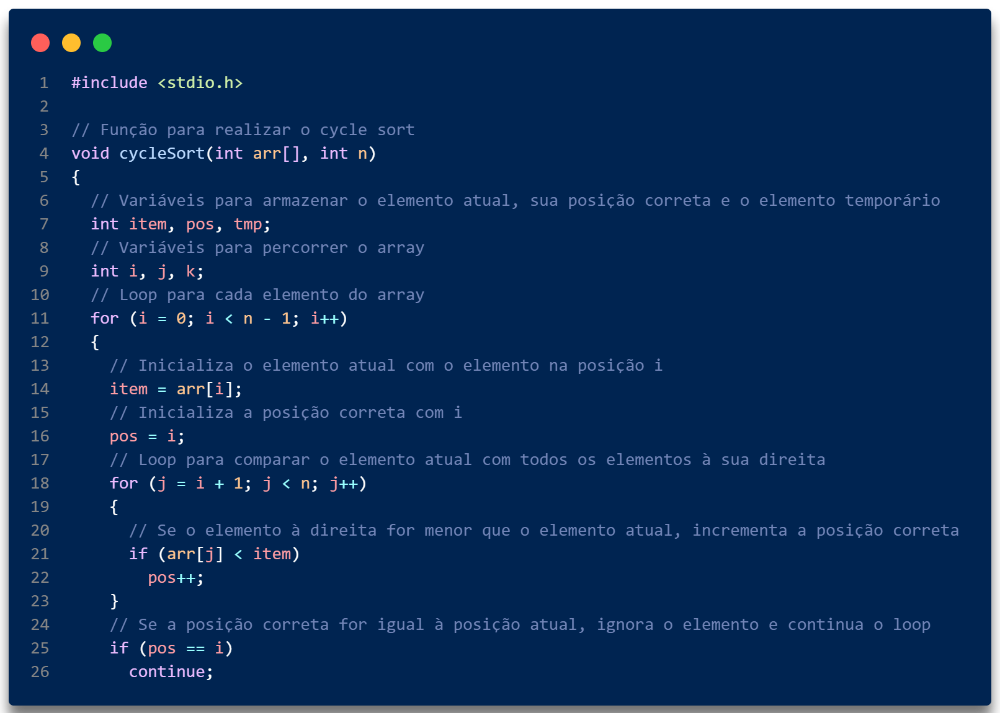 1 #include <stdio.h>
2
3 // Função para realizar o cycle sort
4 void cycleSort(int arr[], int n)
5 {
6   // Variáveis para armazenar o elemento atual, sua posição correta e o elemento temporário
7   int item, pos, tmp;
8   // Variáveis para percorrer o array
9   int i, j, k;
10   // Loop para cada elemento do array
11   for (i = 0; i < n - 1; i++)
12   {
13     // Inicializa o elemento atual com o elemento na posição i
14     item = arr[i];
15     // Inicializa a posição correta com i
16     pos = i;
17     // Loop para comparar o elemento atual com todos os elementos à sua direita
18     for (j = i + 1; j < n; j++)
19     {
20       // Se o elemento à direita for menor que o elemento atual, incrementa a posição correta
21       if (arr[j] < item)
22         pos++;
23     }
24     // Se a posição correta for igual à posição atual, ignora o elemento e continua o loop
25     if (pos == i)
26       continue;